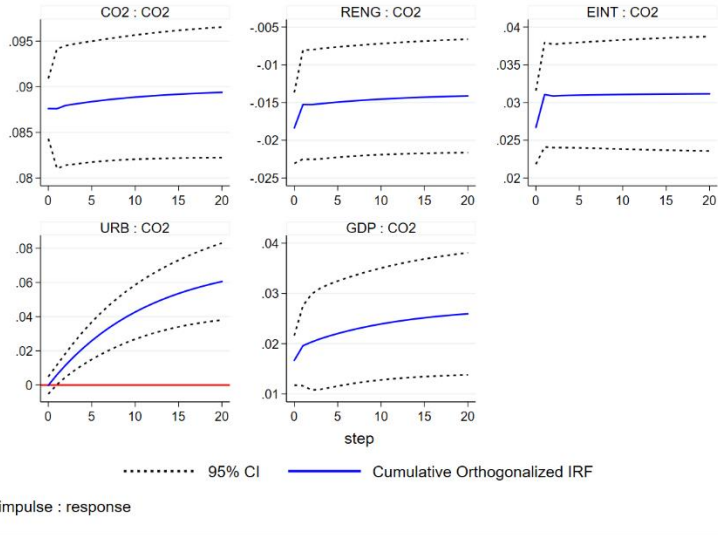 CO2 : CO2
.095
.09
.085
.08
0 5 10 15 20
RENG : CO2
-.005
-.01
-.015
-.02
-.025
0 5 10 15 20
EINT : CO2
.04
.035
.03
.025
.02
0 5 10 15 20
URB : CO2
.08
.06
.04
.02
0
0 5 10 15 20
GDP : CO2
.04
.03
.02
.01
0 5 10 15 20
step
95% CI Cumulative Orthogonalized IRF
impulse : response